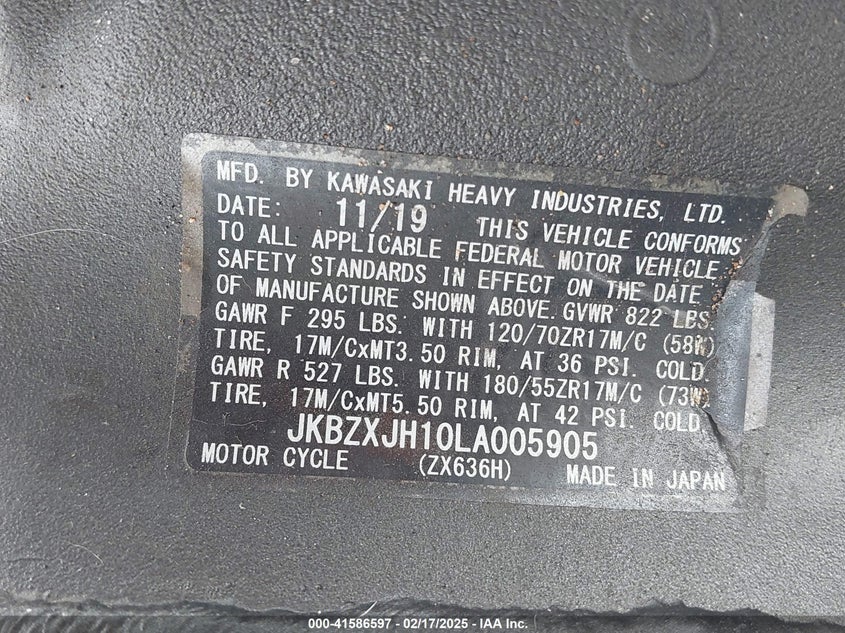 MFD. BY KAWASAKI HEAVY INDUSTRIES, LTD.
DATE: 11/19 THIS VEHICLE CONFORMS
TO ALL APPLICABLE FEDERAL MOTOR VEHICLE
SAFETY STANDARDS IN EFFECT ON THE DATE
OF MANUFACTURE SHOWN ABOVE. GVWR 822 LBS.
GAWR F 295 LBS. WITH 120/70ZR17M/C (58W)
TIRE, 17M/CxMT3.50 RIM, AT 36 PSI. COLD.
GAWR R 527 LBS. WITH 180/55ZR17M/C (73W)
TIRE, 17M/CxMT5.50 RIM, AT 42 PSI. COLD
JKBZXJH10LA005905
MOTOR CYCLE (ZX636H) MADE IN JAPAN
000-41586597 - 02/17/2025 - IAA Inc.